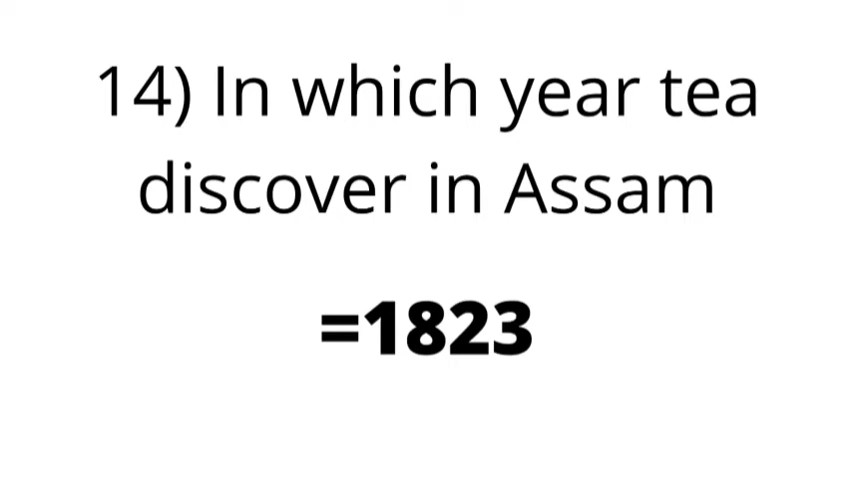 14) In which year tea
discover in Assam
=1823